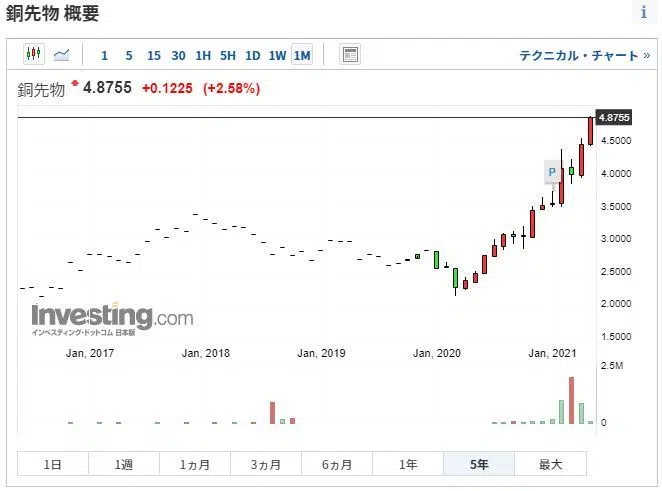 銅先物 概要
i
1 5 15 30 1H 5H 1D 1W 1M
テクニカル・チャート »
銅先物 4.8755 +0.1225 (+2.58%)
4.8755
4.5000
4.0000
P
3.5000
3.0000
2.5000
2.0000
Investing.com
インベスティング・ドットコム 日本版
1.5000
Jan, 2017 Jan, 2018 Jan, 2019 Jan, 2020 Jan, 2021
2.5M
0
1日 1週 1ヵ月 3ヵ月 6ヵ月 1年 5年 最大